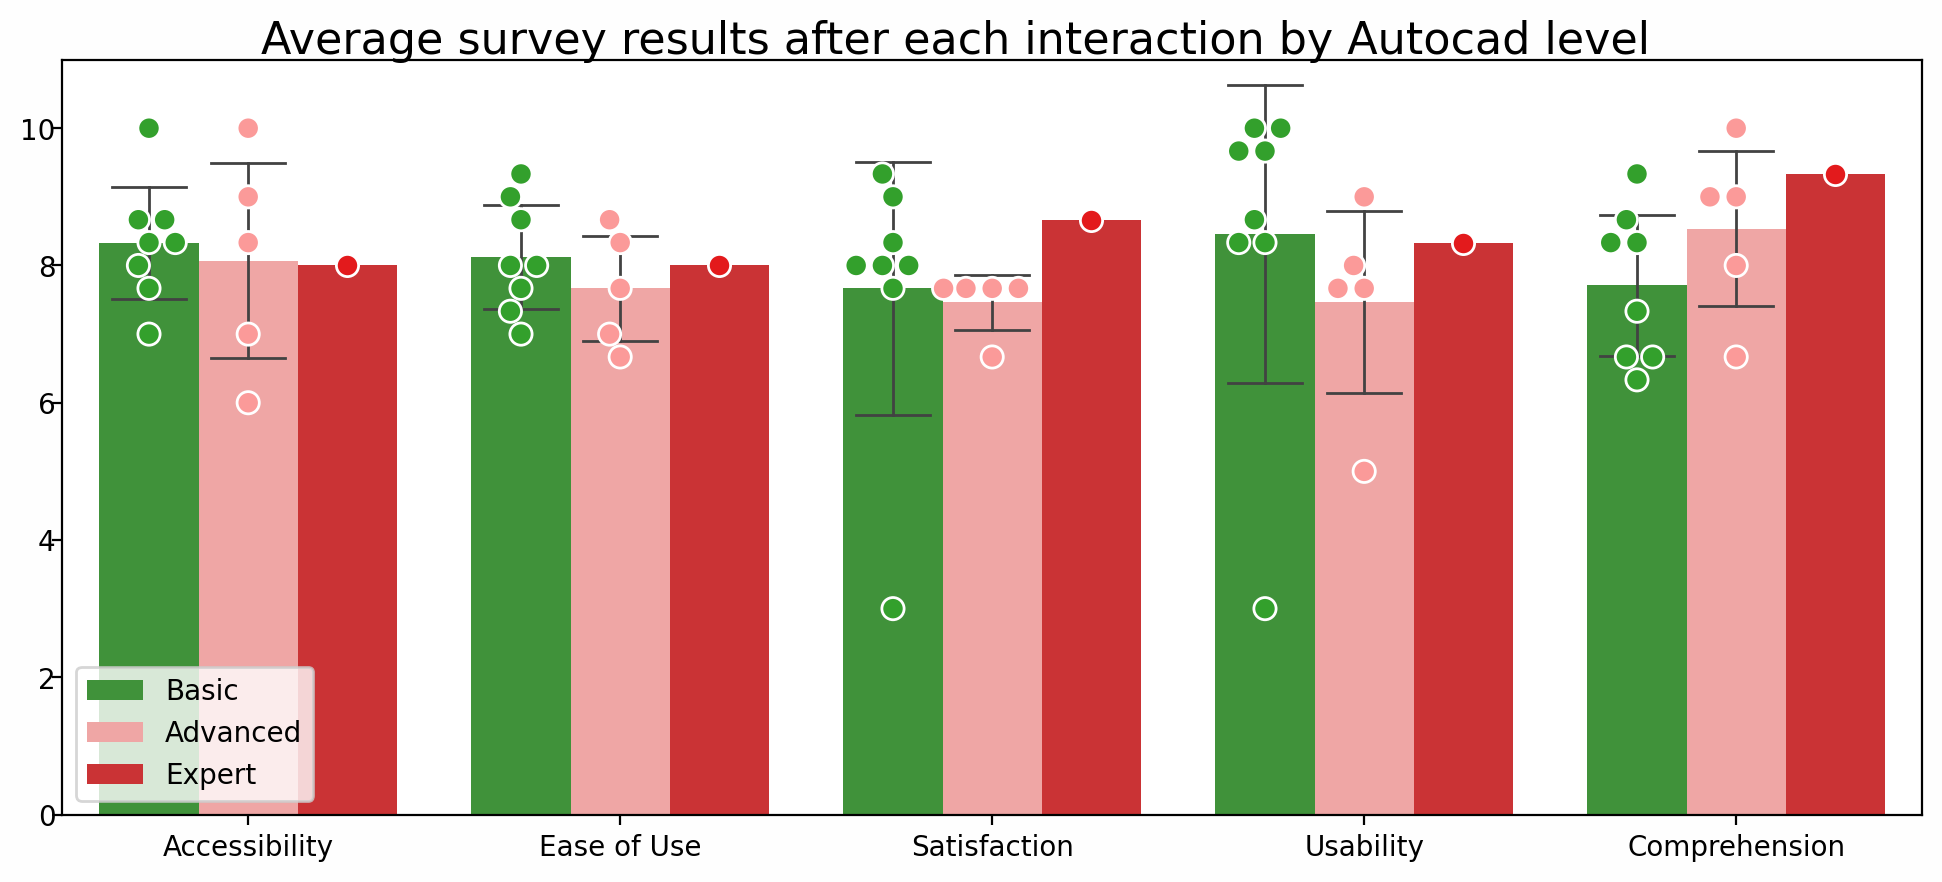 Average survey results after each interaction by Autocad level
10
8
6
4
2
0
Basic
Advanced
Expert
Accessibility Ease of Use Satisfaction Usability Comprehension